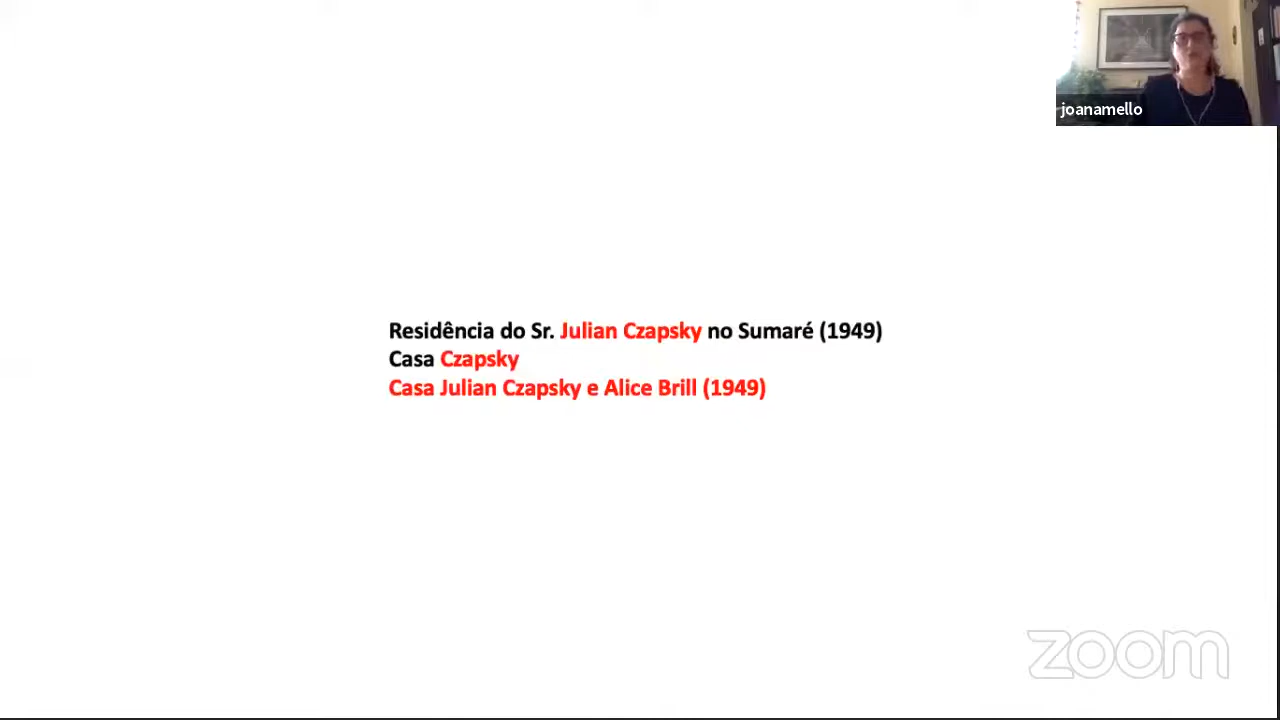 joanamello
Residência do Sr. Julian Czapsky no Sumaré (1949)
Casa Czapsky
Casa Julian Czapsky e Alice Brill (1949)
zoom